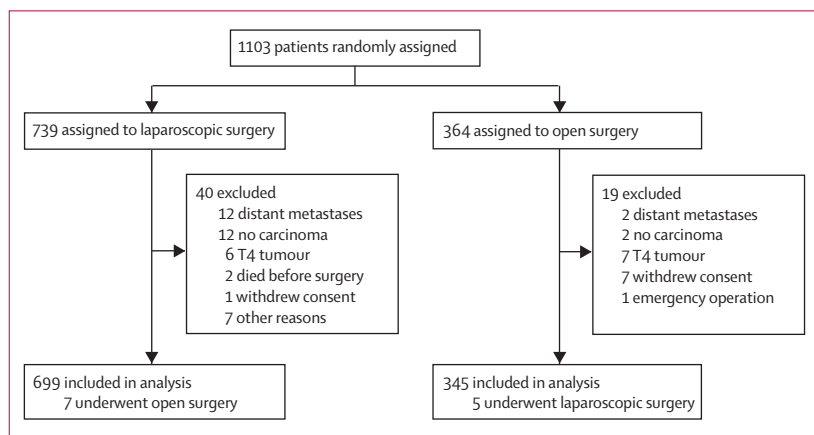 1103 patients randomly assigned
739 assigned to laparoscopic surgery
364 assigned to open surgery
40 excluded
12 distant metastases
12 no carcinoma
6 T4 tumour
2 died before surgery
1 withdrew consent
7 other reasons
19 excluded
2 distant metastases
2 no carcinoma
7 T4 tumour
7 withdrew consent
1 emergency operation
699 included in analysis
7 underwent open surgery
345 included in analysis
5 underwent laparoscopic surgery